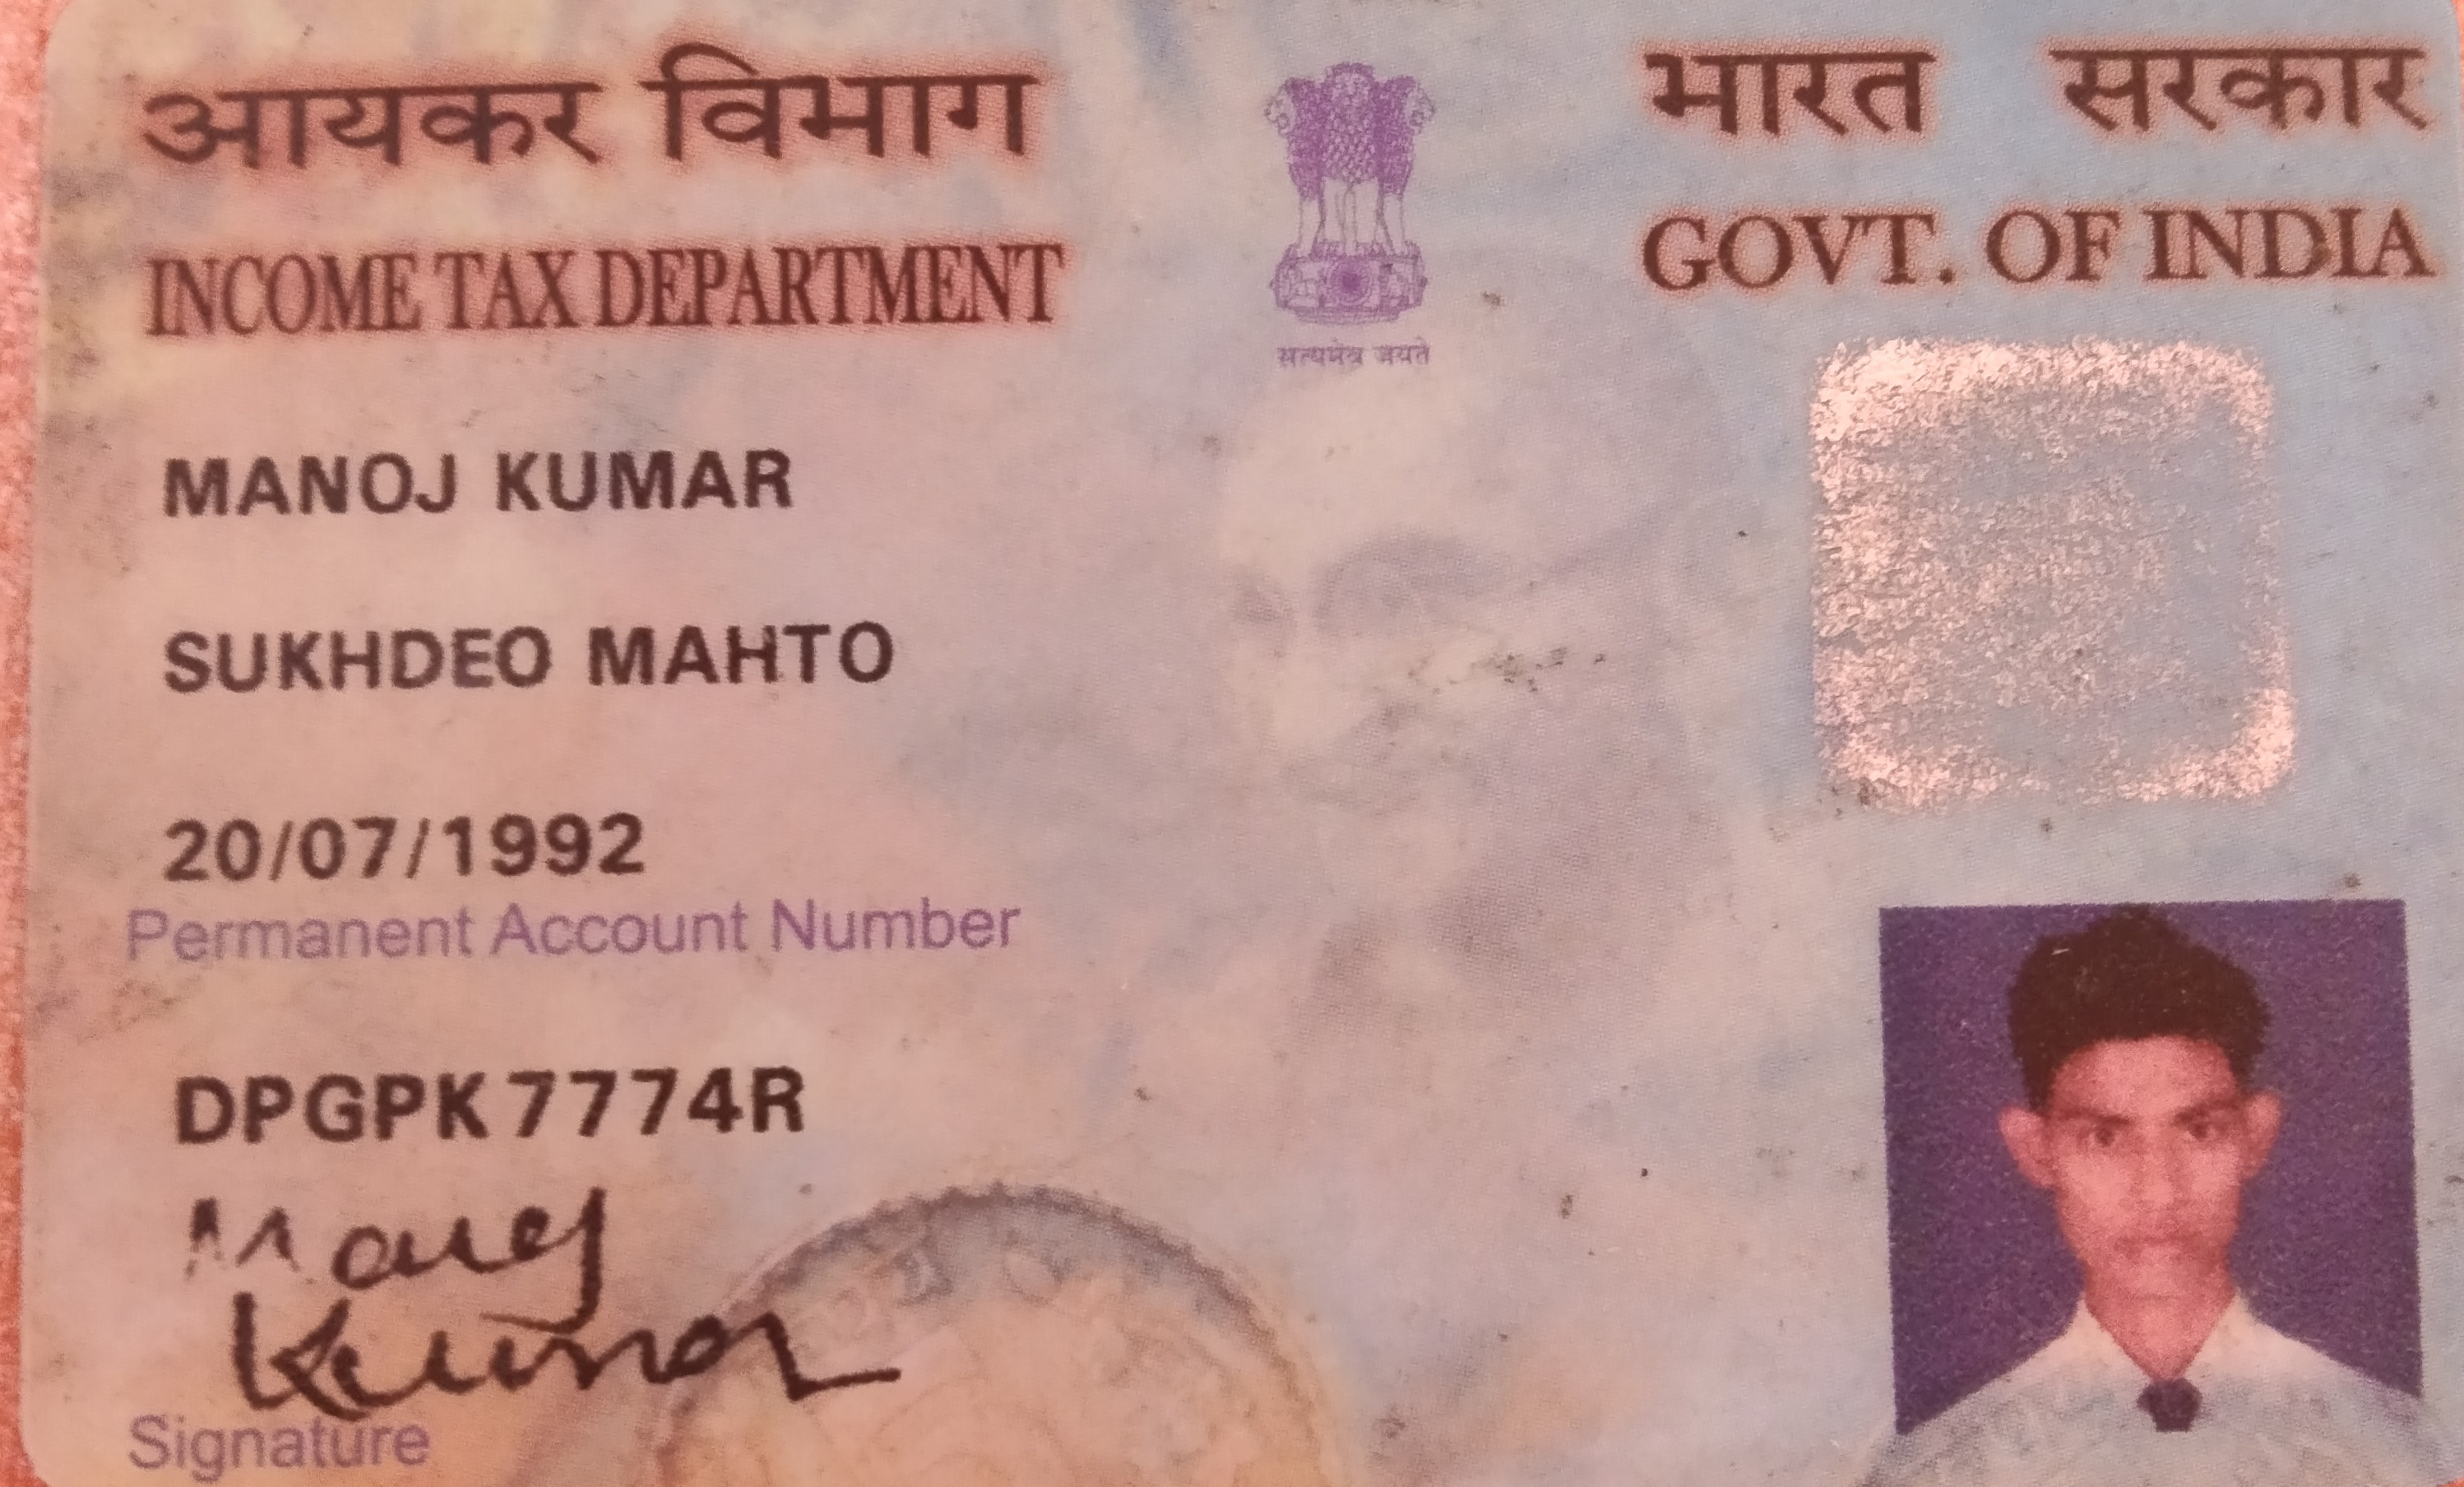 आयकर विभाग
INCOME TAX DEPARTMENT
सत्यमेव जयते
भारत सरकार
GOVT. OF INDIA
MANOJ KUMAR
SUKHDEO MAHTO
20/07/1992
Permanent Account Number
DPGPK7774R
Manoj
Kumar
Signature